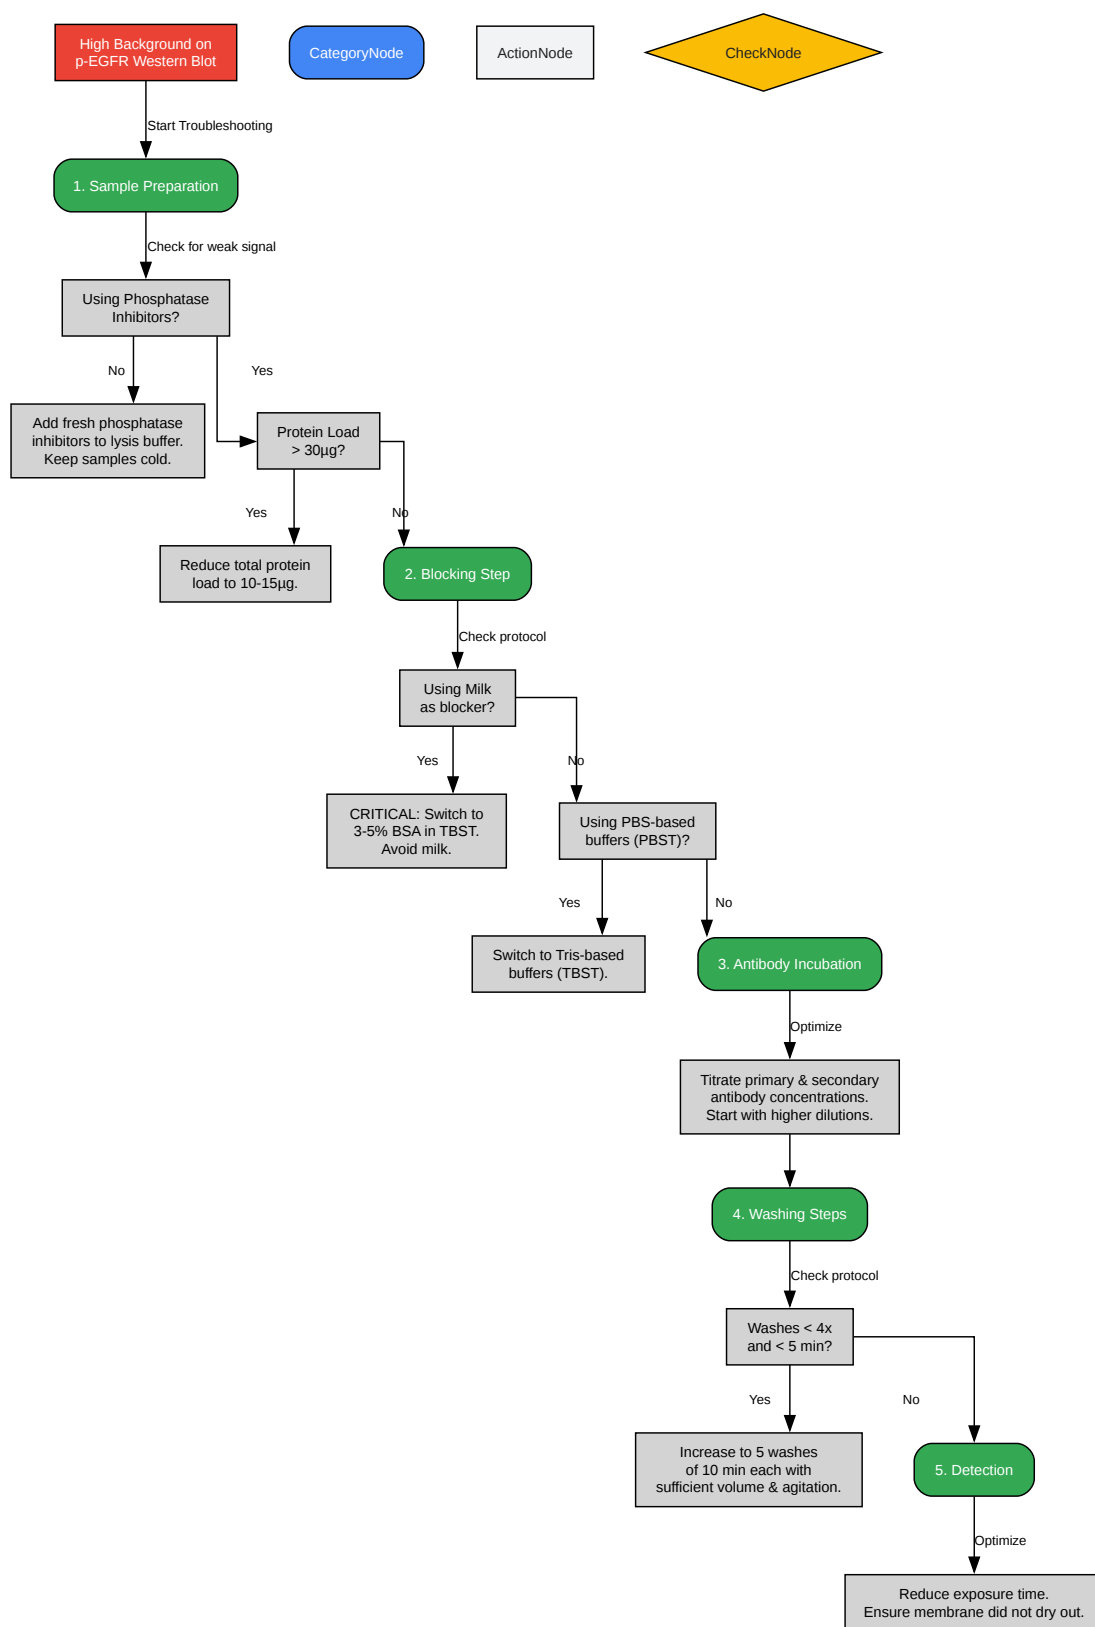 High Background on
p-EGFR Western Blot
CategoryNode
ActionNode
CheckNode
Start Troubleshooting
1. Sample Preparation
Check for weak signal
Using Phosphatase
Inhibitors?
No
Yes
Add fresh phosphatase
inhibitors to lysis buffer.
Keep samples cold.
Protein Load
> 30µg?
Yes
No
Reduce total protein
load to 10-15µg.
2. Blocking Step
Check protocol
Using Milk
as blocker?
Yes
No
CRITICAL: Switch to
3-5% BSA in TBST.
Avoid milk.
Using PBS-based
buffers (PBST)?
Yes
No
Switch to Tris-based
buffers (TBST).
3. Antibody Incubation
Optimize
Titrate primary & secondary
antibody concentrations.
Start with higher dilutions.
4. Washing Steps
Check protocol
Washes < 4x
and < 5 min?
Yes
No
Increase to 5 washes
of 10 min each with
sufficient volume & agitation.
5. Detection
Optimize
Reduce exposure time.
Ensure membrane did not dry out.